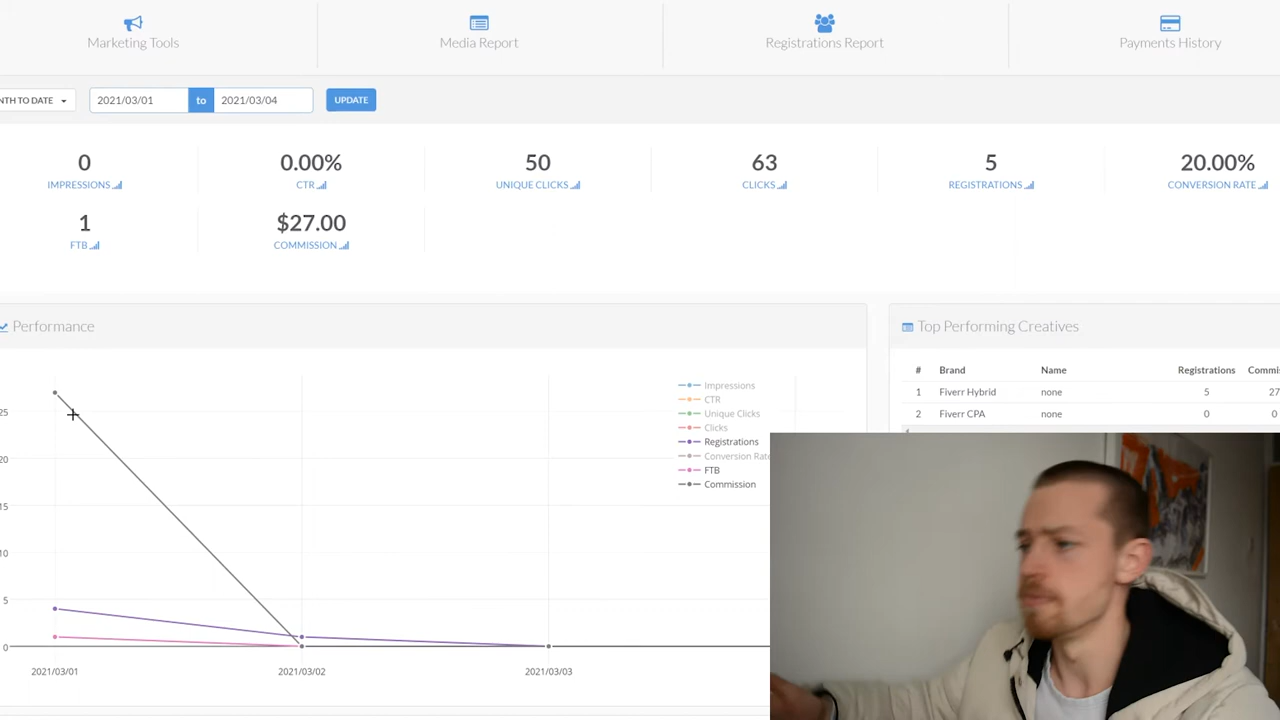 Marketing Tools
Media Report
Registrations Report
Payments History
NTH TO DATE
2021/03/01 to 2021/03/04 UPDATE
0 0.00% 50 63 5 20.00%
IMPRESSIONS CTR UNIQUE CLICKS CLICKS REGISTRATIONS CONVERSION RATE
1 $27.00
FTB COMMISSION
Performance
Top Performing Creatives
# Brand Name Registrations Commis
1 Fiverr Hybrid none 5 27
2 Fiverr CPA none 0 0
Impressions
CTR
Unique Clicks
Clicks
Registrations
Conversion Rate
FTB
Commission
25
20
15
10
5
0
2021/03/01 2021/03/02 2021/03/03